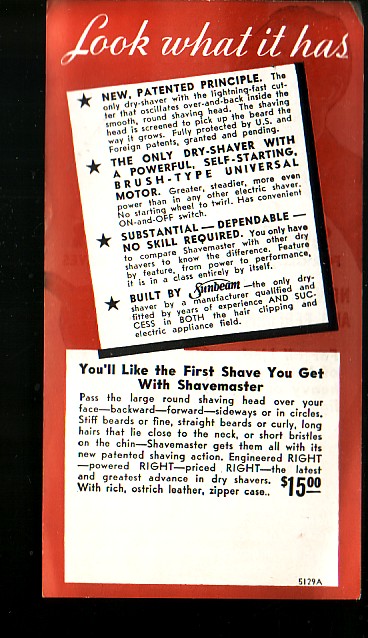 Look what it has
★ NEW, PATENTED PRINCIPLE. The
only dry-shaver with the lightning-fast cut-
ter that oscillates over-and-back inside the
smooth, round shaving head. The shaving
head is screened to pick up the beard the
way it grows. Fully protected by U.S. and
Foreign patents, granted and pending.
★ THE ONLY DRY-SHAVER WITH
A POWERFUL, SELF-STARTING,
BRUSH-TYPE UNIVERSAL
MOTOR. Greater, steadier, more even
power than in any other electric shaver.
No starting wheel to twirl. Has convenient
ON-and-OFF switch.
★ SUBSTANTIAL — DEPENDABLE —
NO SKILL REQUIRED. You only have
to compare Shavemaster with other dry
shavers to know the difference. Feature
by feature, from power to performance,
it is in a class entirely by itself.
★ BUILT BY Sunbeam —the only dry-
shaver by a manufacturer qualified and
fitted by years of experience AND SUC-
CESS in BOTH the hair clipping and
electric appliance field.
You'll Like the First Shave You Get
With Shavemaster
Pass the large round shaving head over your
face—backward—forward—sideways or in circles.
Stiff beards or fine, straight beards or curly, long
hairs that lie close to the neck, or short bristles
on the chin—Shavemaster gets them all with its
new patented shaving action. Engineered RIGHT
—powered RIGHT—priced RIGHT—the latest
and greatest advance in dry shavers.
With rich, ostrich leather, zipper case.. $15.00
5129A